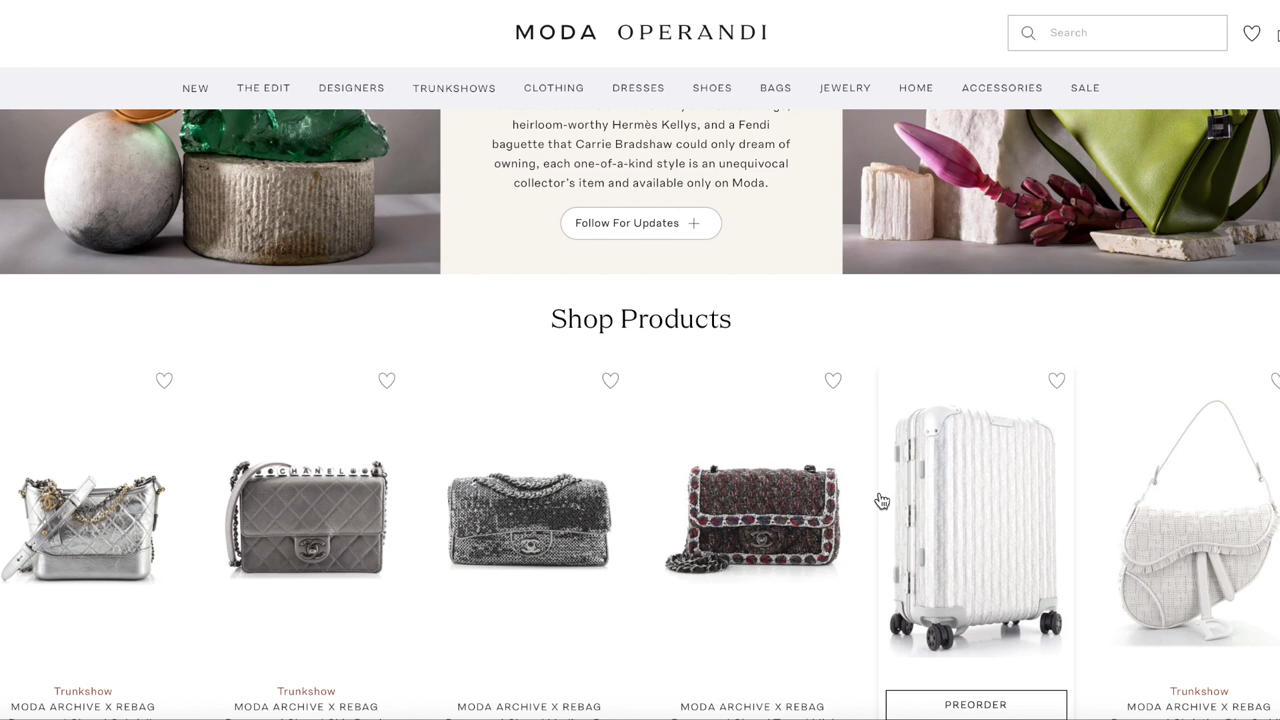 MODA OPERANDI
Search
NEW THE EDIT DESIGNERS TRUNKSHOWS CLOTHING DRESSES SHOES BAGS JEWELRY HOME ACCESSORIES SALE
heirloom-worthy Hermès Kellys, and a Fendi
baguette that Carrie Bradshaw could only dream of
owning, each one-of-a-kind style is an unequivocal
collector's item and available only on Moda.
Follow For Updates
Shop Products
CHANEL
Trunkshow
MODA ARCHIVE X REBAG
Trunkshow
MODA ARCHIVE X REBAG
MODA ARCHIVE X REBAG
MODA ARCHIVE X REBAG
PREORDER
Trunkshow
MODA ARCHIVE X REBAG